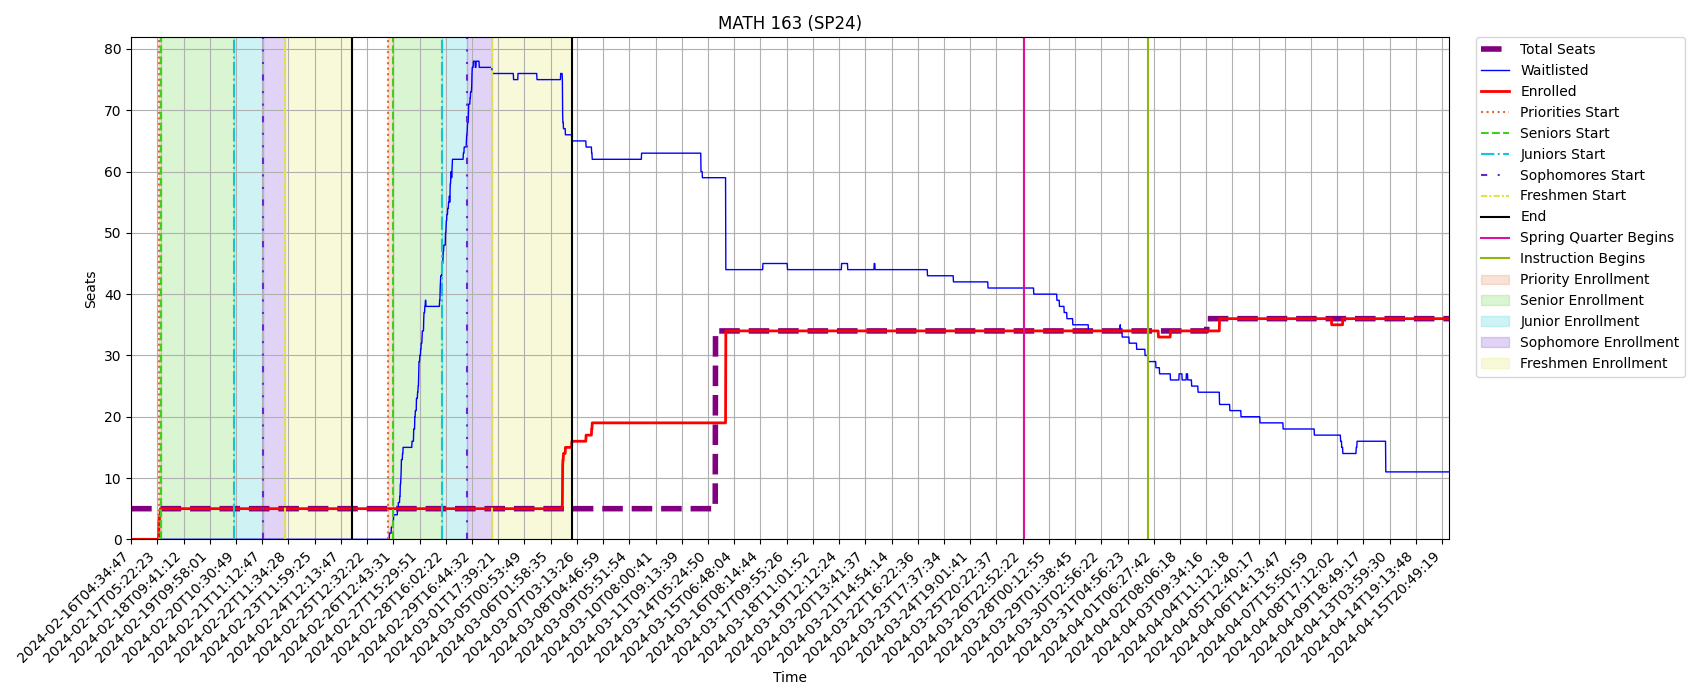 MATH 163 (SP24)
80
70
60
50
40
30
20
10
0
Seats
2024-02-16T04:34:47
2024-02-17T05:22:23
2024-02-18T09:41:12
2024-02-19T09:58:01
2024-02-20T10:30:49
2024-02-21T11:12:47
2024-02-22T11:34:28
2024-02-23T11:59:25
2024-02-24T12:13:47
2024-02-25T12:32:22
2024-02-26T12:43:31
2024-02-27T15:29:51
2024-02-28T16:02:22
2024-02-29T16:44:32
2024-03-01T17:39:21
2024-03-05T00:53:49
2024-03-06T01:58:35
2024-03-07T03:13:26
2024-03-08T04:46:59
2024-03-09T05:51:54
2024-03-10T08:00:41
2024-03-11T09:13:39
2024-03-14T05:24:50
2024-03-15T06:48:04
2024-03-16T08:14:44
2024-03-17T09:55:26
2024-03-18T11:01:52
2024-03-19T12:12:24
2024-03-20T13:41:37
2024-03-21T14:54:14
2024-03-22T16:22:36
2024-03-23T17:37:34
2024-03-24T19:01:41
2024-03-25T20:22:37
2024-03-26T22:52:22
2024-03-28T00:12:55
2024-03-29T01:38:45
2024-03-30T02:56:22
2024-03-31T04:56:23
2024-04-01T06:27:42
2024-04-02T08:06:18
2024-04-03T09:34:16
2024-04-04T11:12:18
2024-04-05T12:40:17
2024-04-06T14:13:47
2024-04-07T15:50:59
2024-04-08T17:12:02
2024-04-09T18:49:17
2024-04-13T03:59:30
2024-04-14T19:13:48
2024-04-15T20:49:19
Time
Total Seats
Waitlisted
Enrolled
Priorities Start
Seniors Start
Juniors Start
Sophomores Start
Freshmen Start
End
Spring Quarter Begins
Instruction Begins
Priority Enrollment
Senior Enrollment
Junior Enrollment
Sophomore Enrollment
Freshmen Enrollment